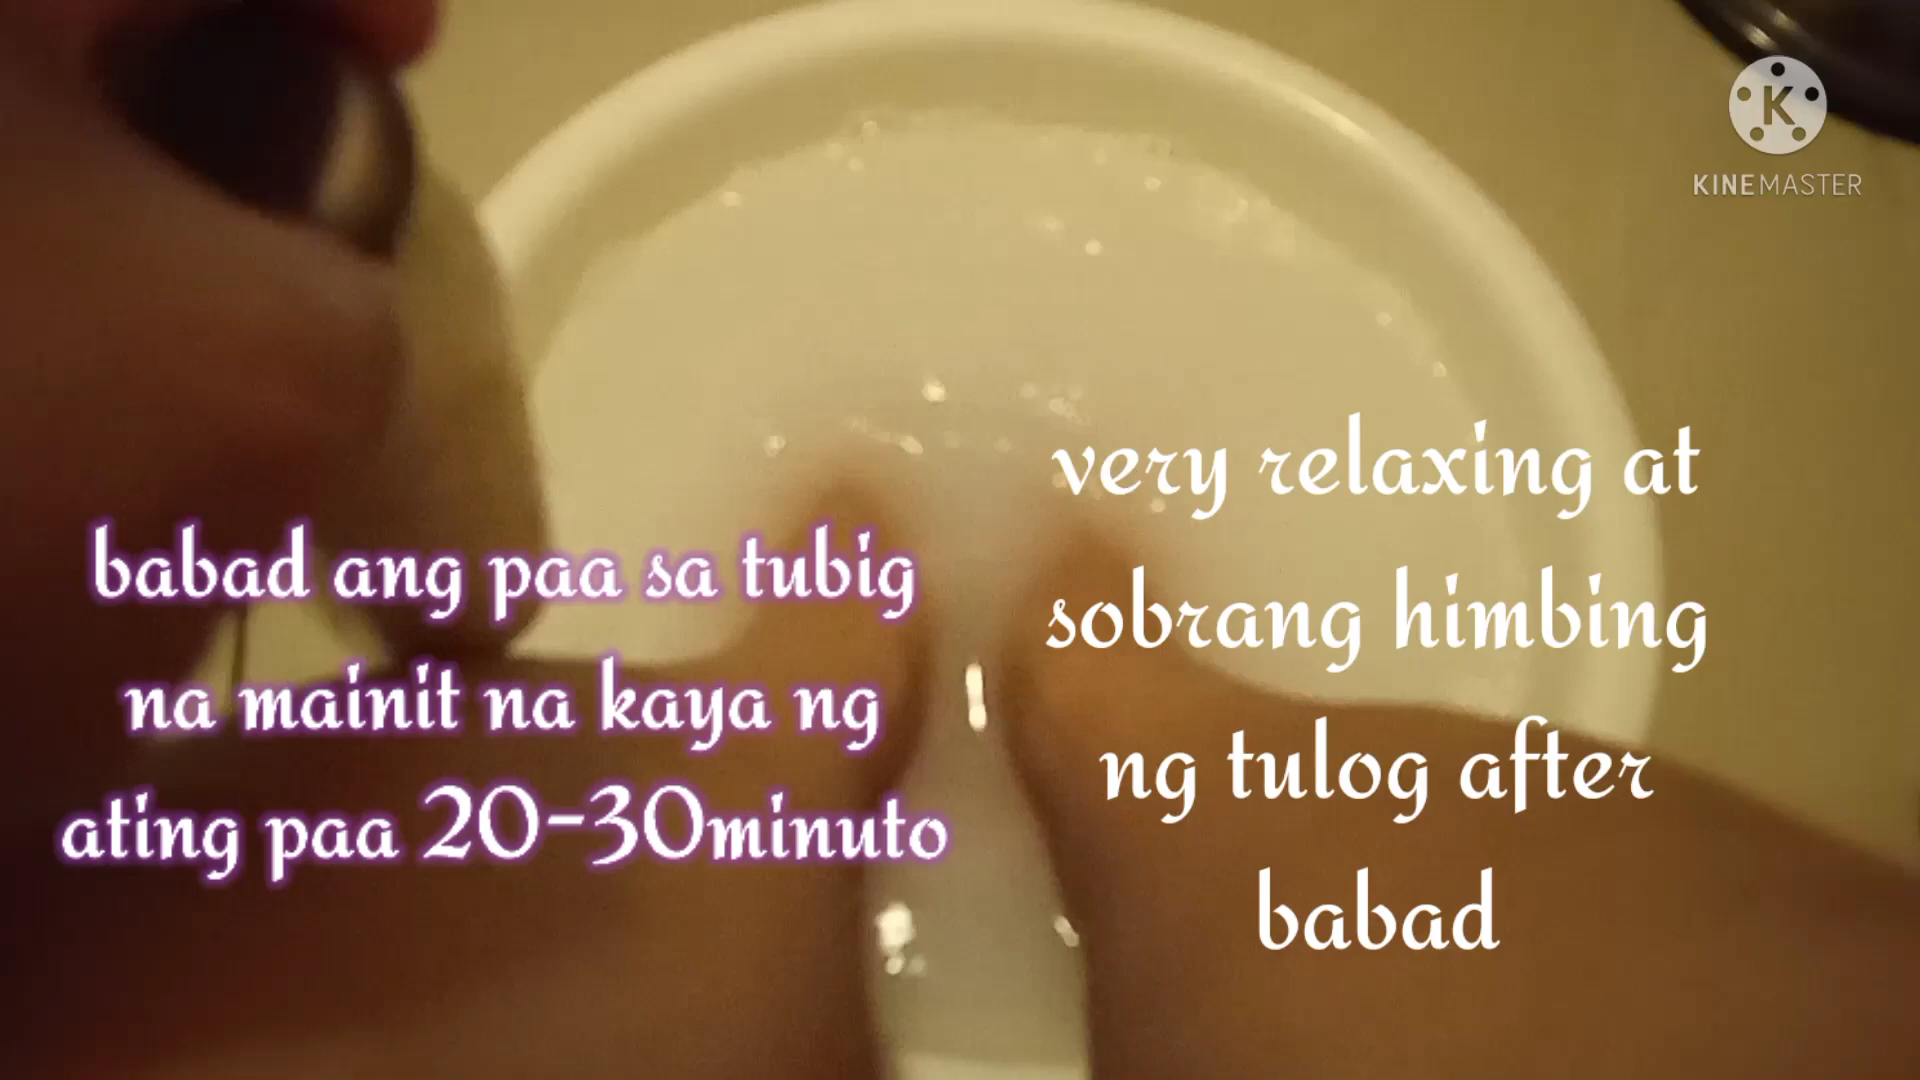 KINEMASTER
babad ang paa sa tubig
na mainit na kaya ng
ating paa 20-30minuto
very relaxing at
sobrang himbing
ng tulog after
babad